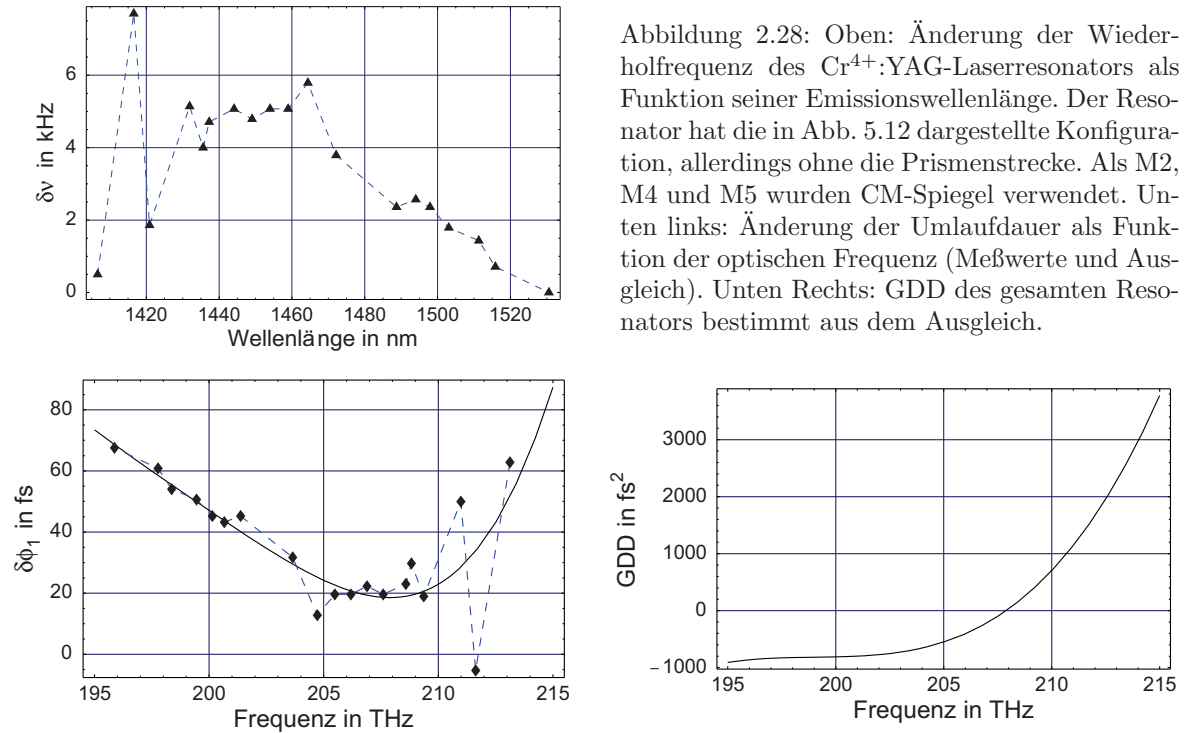 6
4
2
0
δν in kHz
1420 1440 1460 1480 1500 1520
Wellenlänge in nm
Abbildung 2.28: Oben: Änderung der Wieder-
holfrequenz des Cr⁴⁺:YAG-Laserresonators als
Funktion seiner Emissionswellenlänge. Der Reso-
nator hat die in Abb. 5.12 dargestellte Konfigura-
tion, allerdings ohne die Prismenstrecke. Als M2,
M4 und M5 wurden CM-Spiegel verwendet. Un-
ten links: Änderung der Umlaufdauer als Funk-
tion der optischen Frequenz (Meßwerte und Aus-
gleich). Unten Rechts: GDD des gesamten Reso-
nators bestimmt aus dem Ausgleich.
80
60
40
20
0
δϕ₁ in fs
195 200 205 210 215
Frequenz in THz
3000
2000
1000
0
−1000
GDD in fs²
195 200 205 210 215
Frequenz in THz